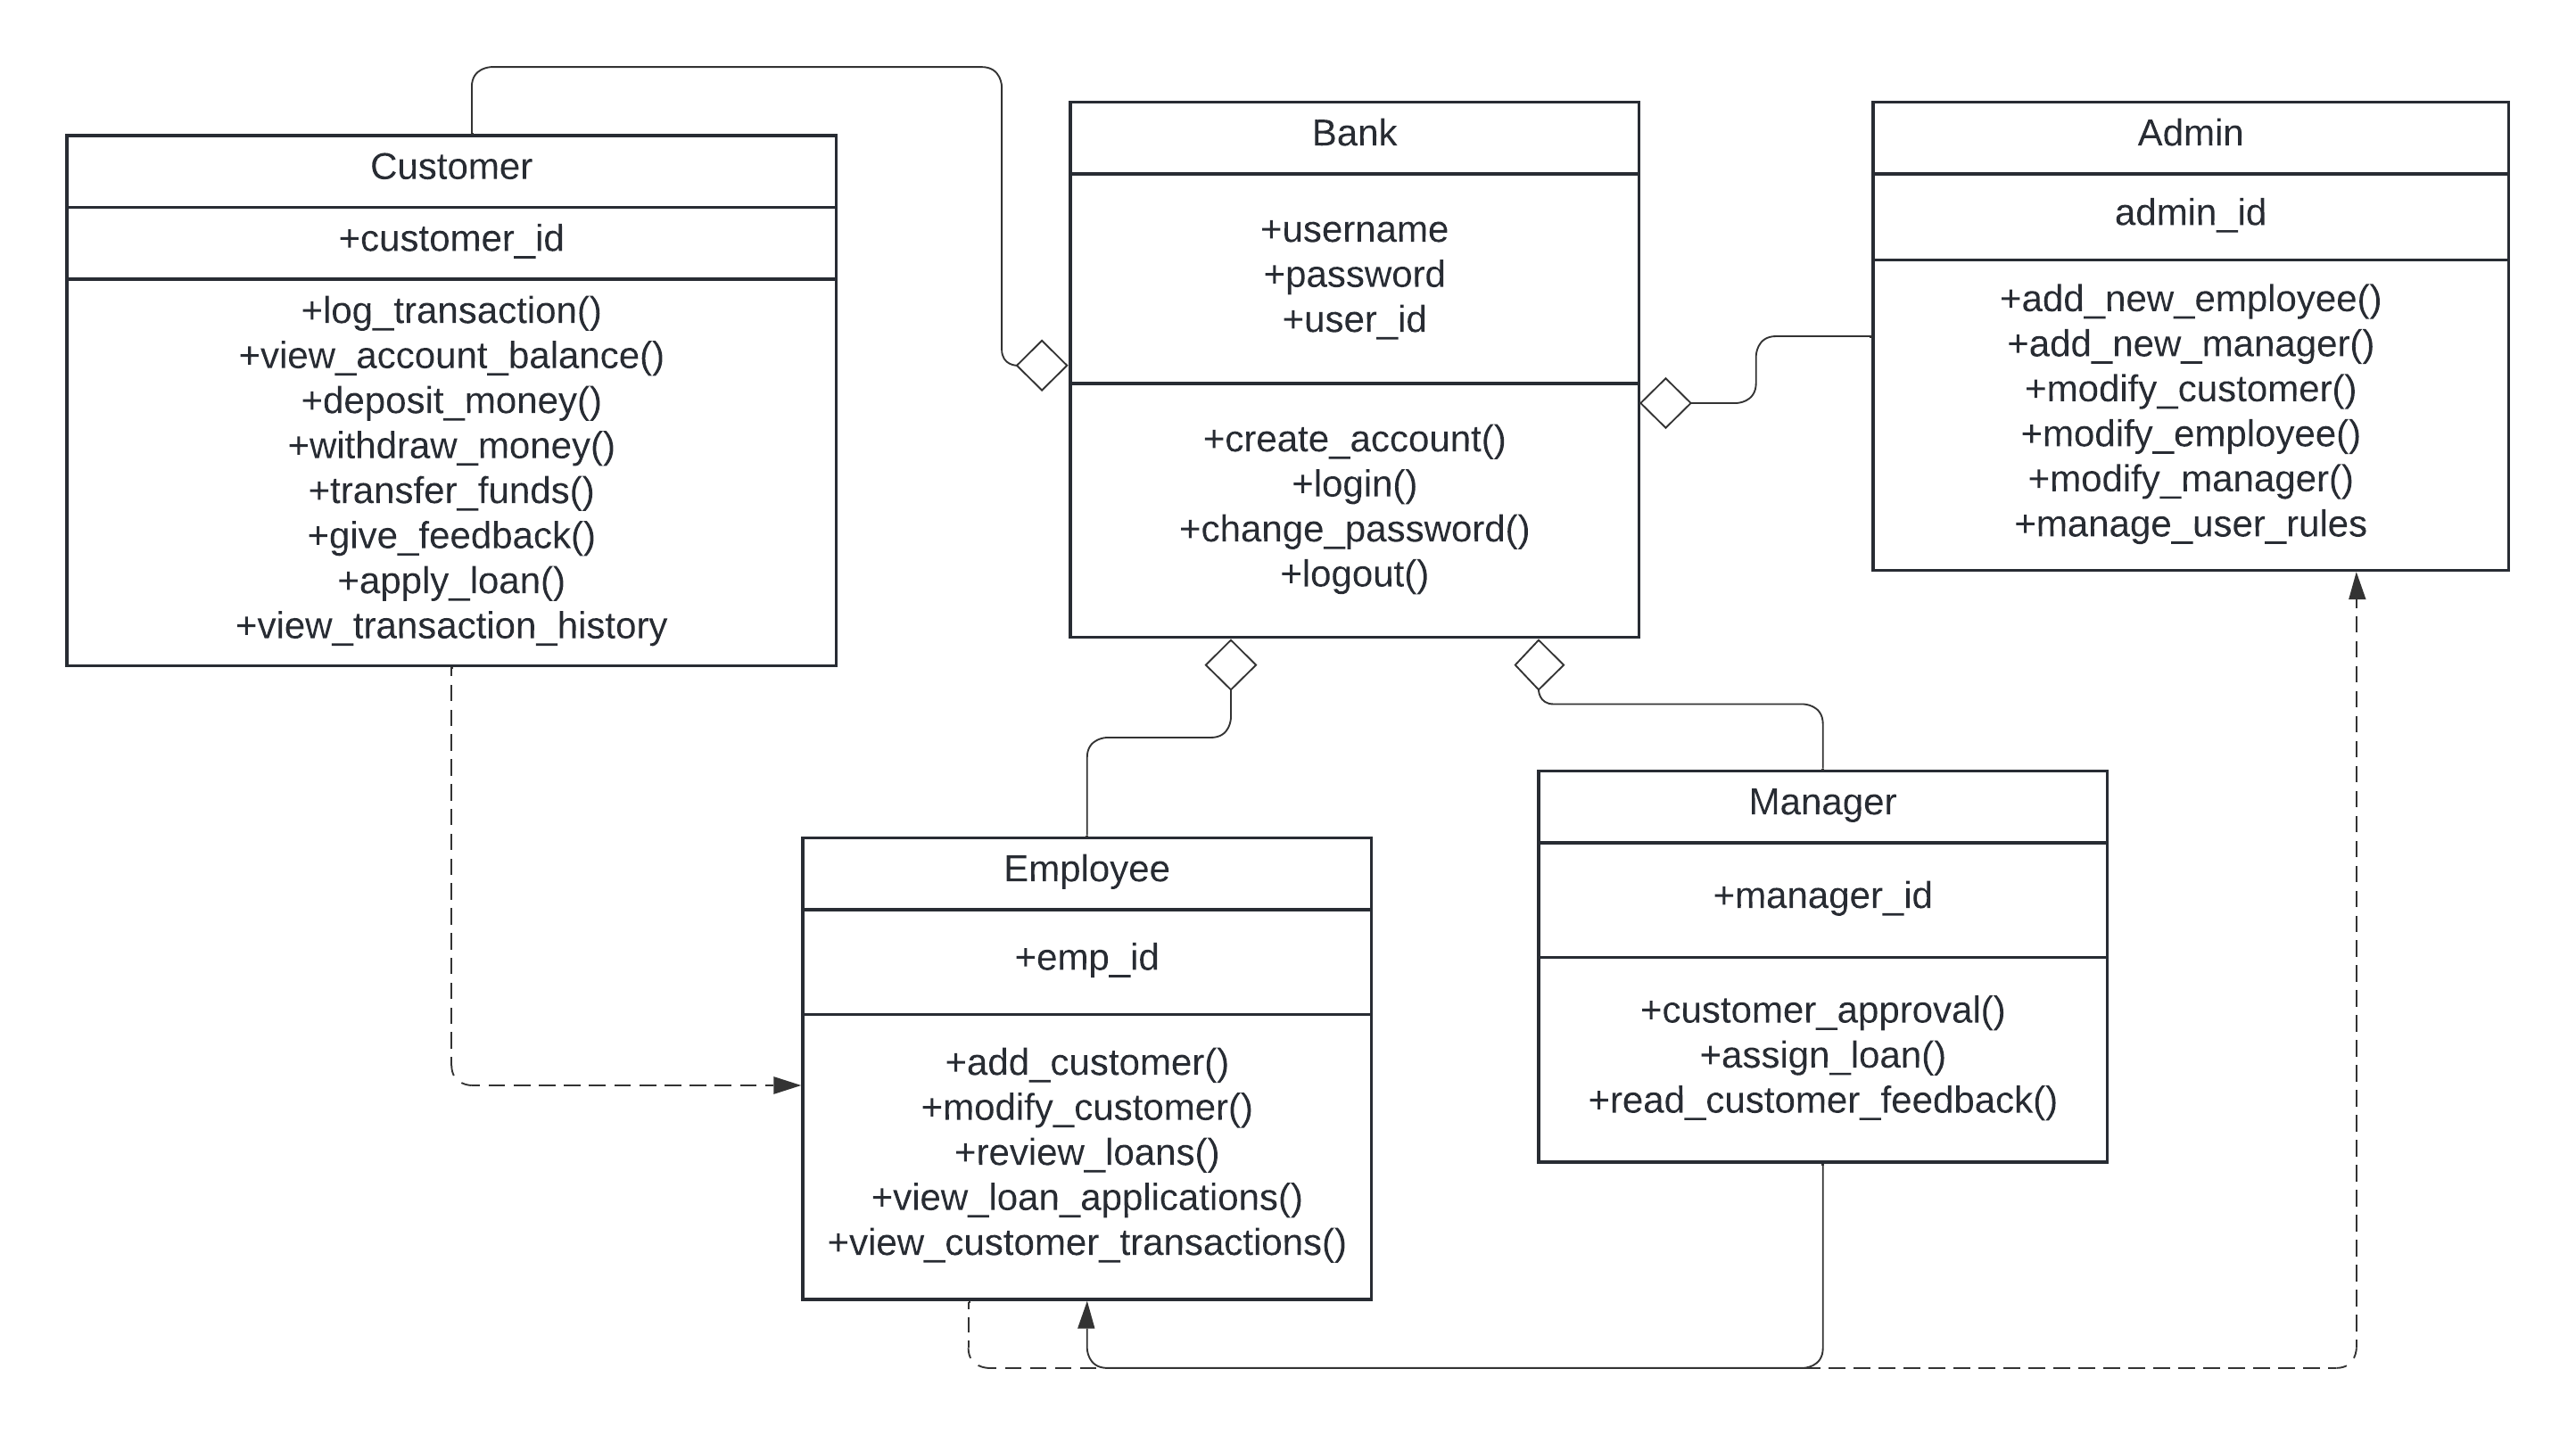 Customer
+customer_id
+log_transaction()
+view_account_balance()
+deposit_money()
+withdraw_money()
+transfer_funds()
+give_feedback()
+apply_loan()
+view_transaction_history
Bank
+username
+password
+user_id
+create_account()
+login()
+change_password()
+logout()
Admin
admin_id
+add_new_employee()
+add_new_manager()
+modify_customer()
+modify_employee()
+modify_manager()
+manage_user_rules
Employee
+emp_id
+add_customer()
+modify_customer()
+review_loans()
+view_loan_applications()
+view_customer_transactions()
Manager
+manager_id
+customer_approval()
+assign_loan()
+read_customer_feedback()